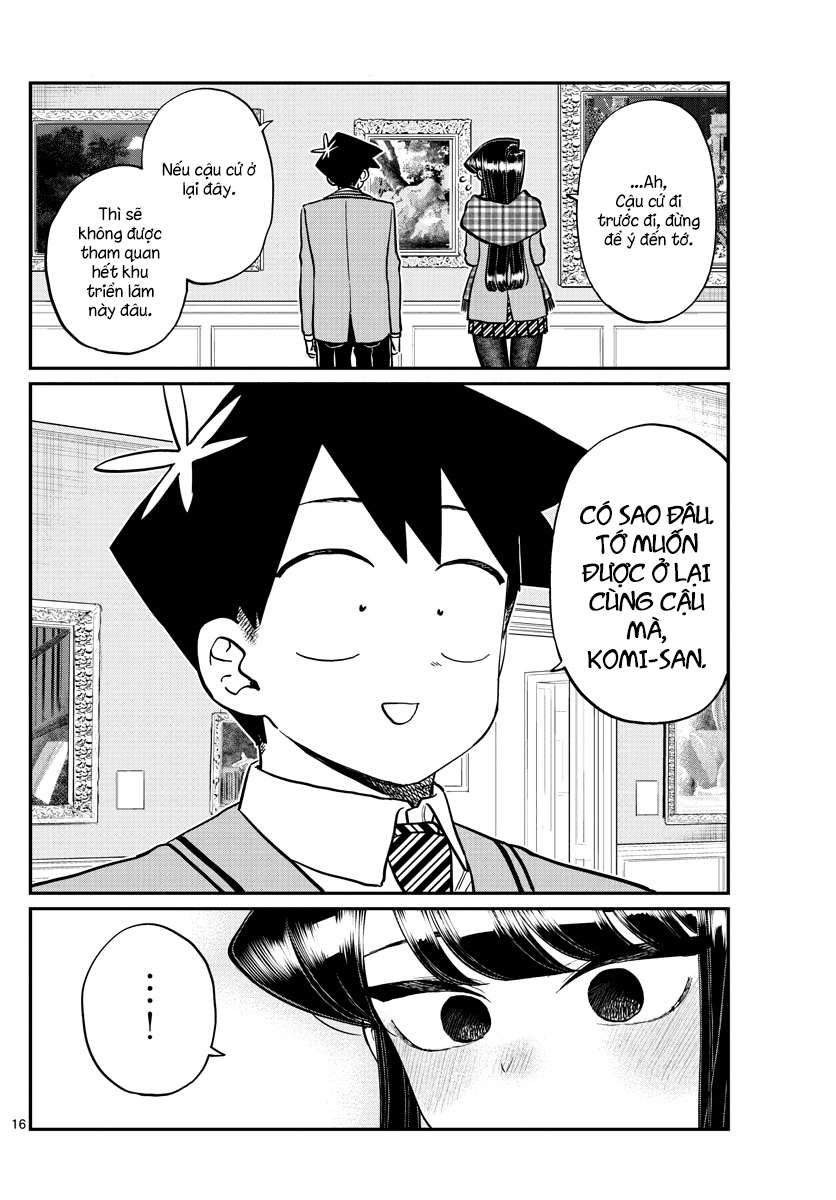 ...Ah,
Cậu cứ đi
trước đi, đừng
để ý đến tớ.
Nếu cậu cứ ở
lại đây.
Thì sẽ
không được
tham quan
hết khu
triển lãm
này đâu.
CÓ SAO ĐÂU.
TỚ MUỐN
ĐƯỢC Ở LẠI
CÙNG CẬU
MÀ,
KOMI-SAN.
...!
16